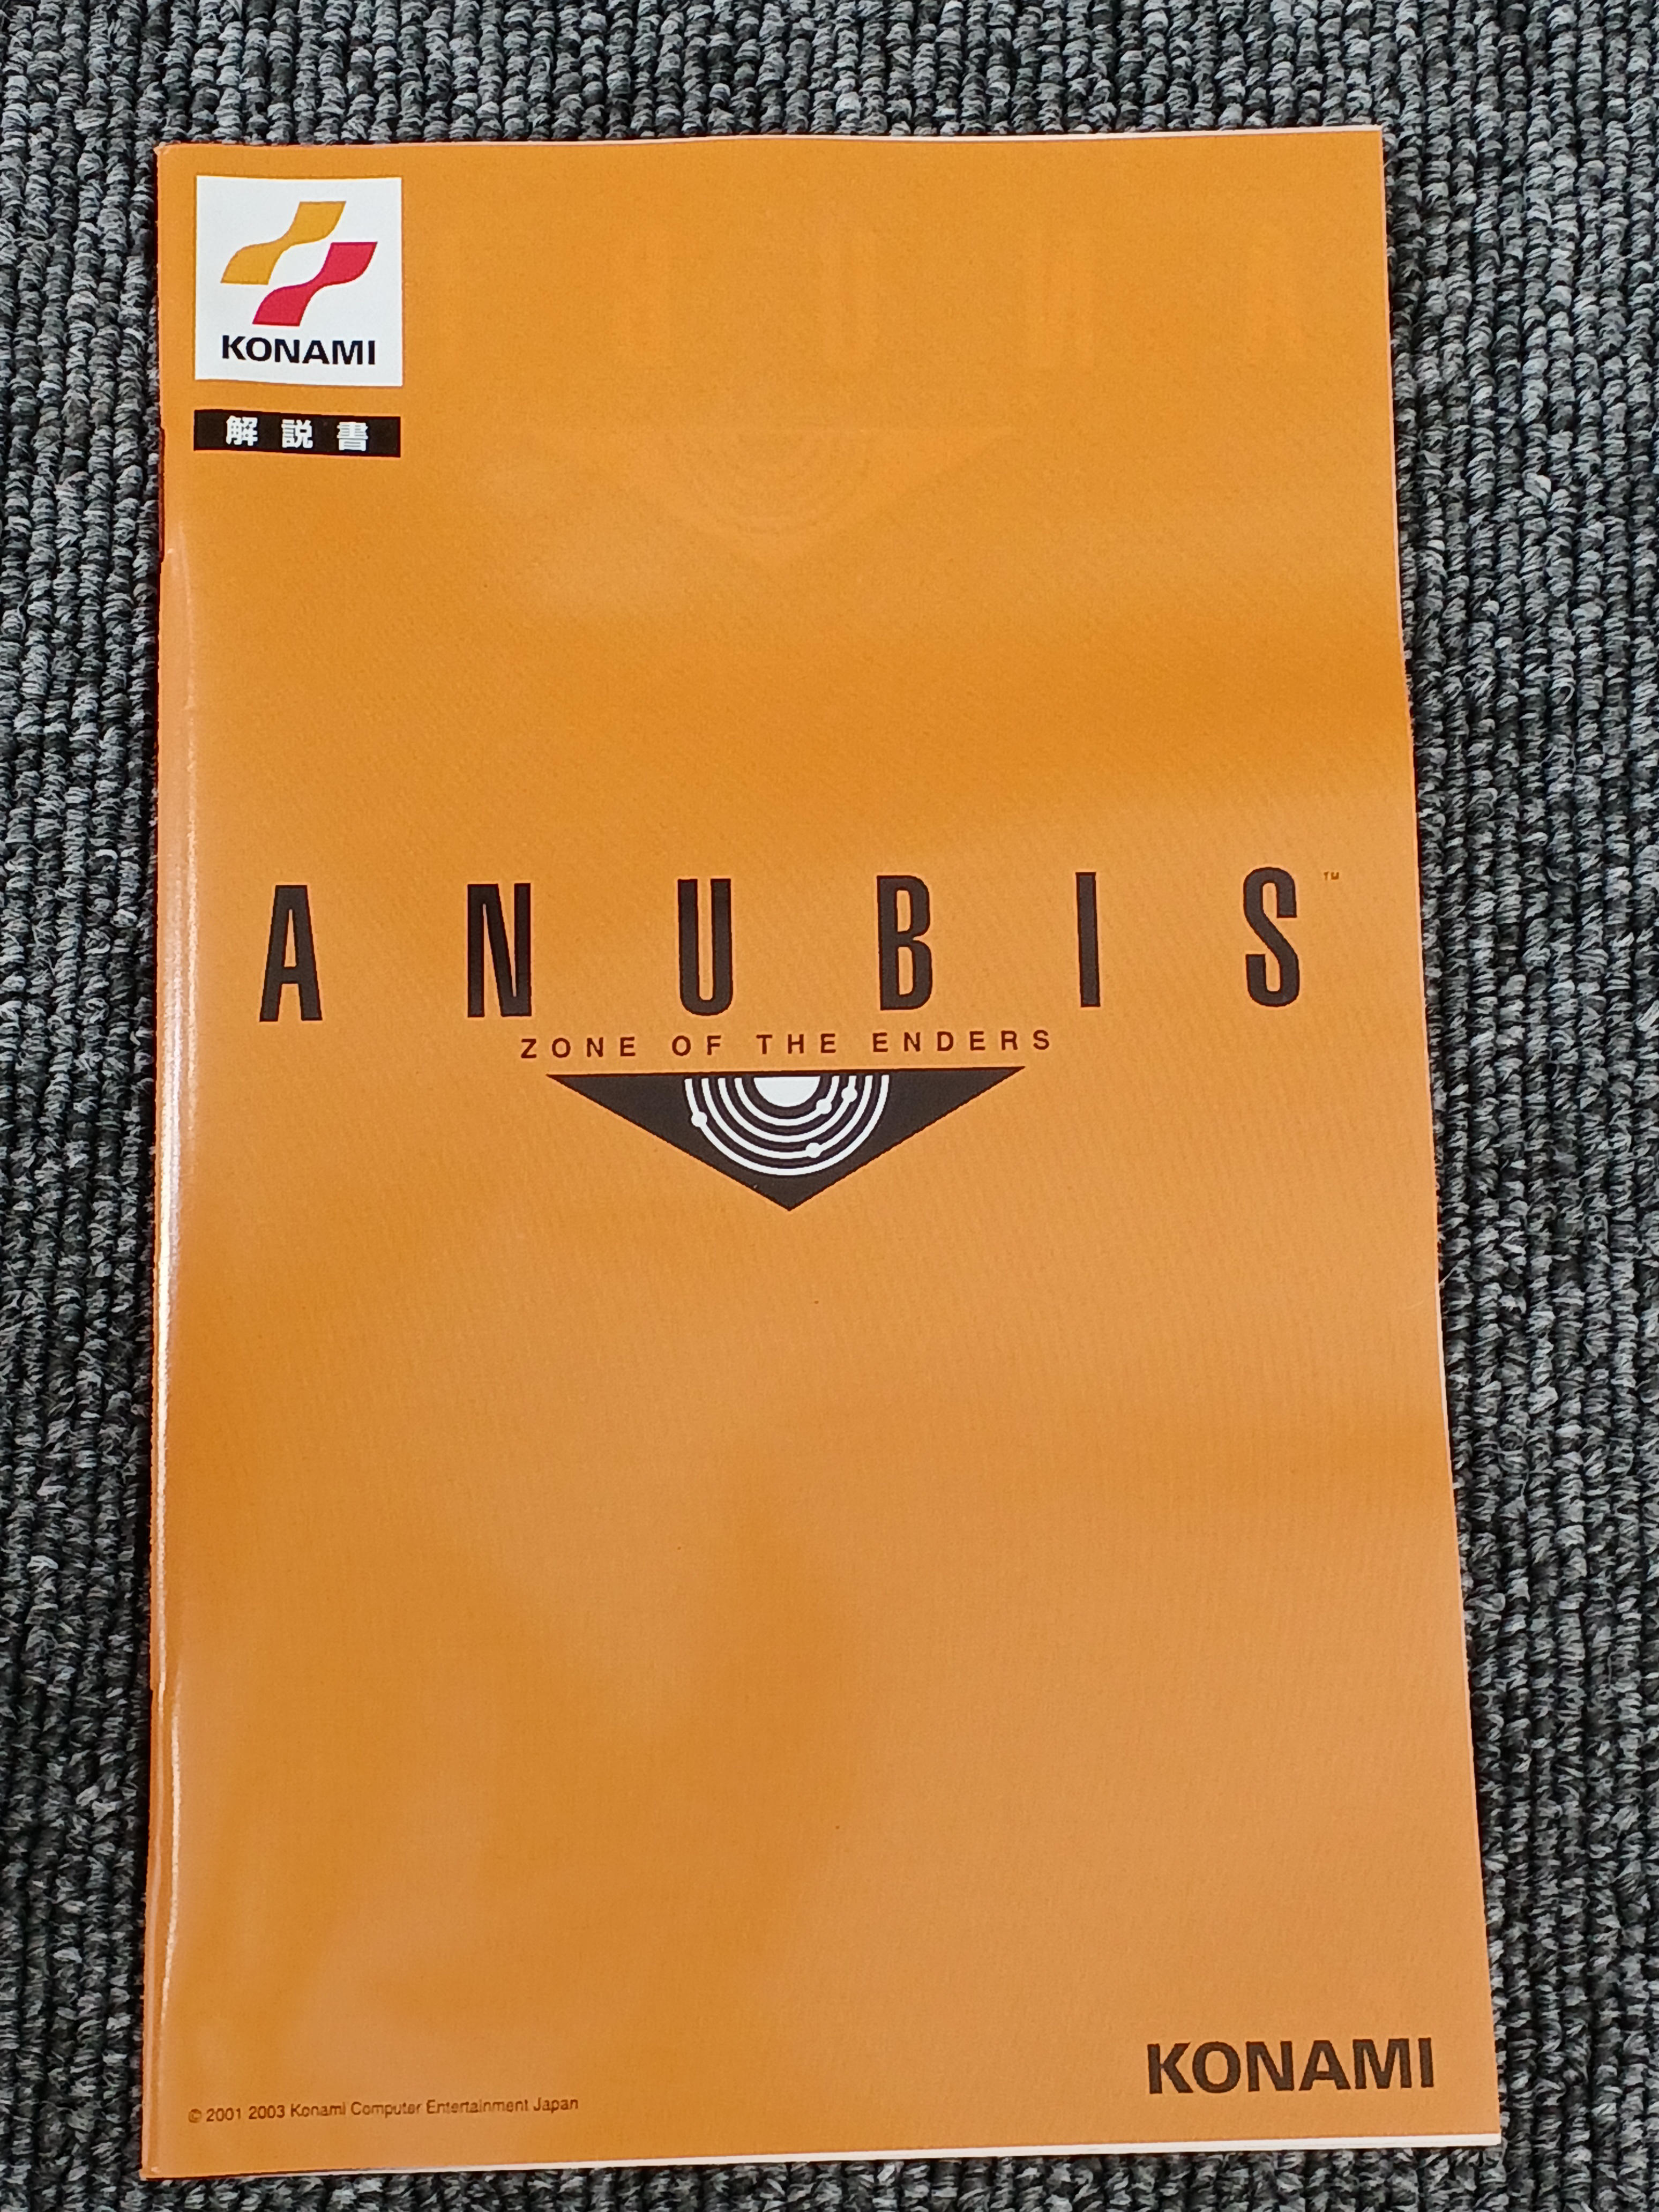 KONAMI
解説書
ANUBIS™
ZONE OF THE ENDERS
© 2001 2003 Konami Computer Entertainment Japan
KONAMI